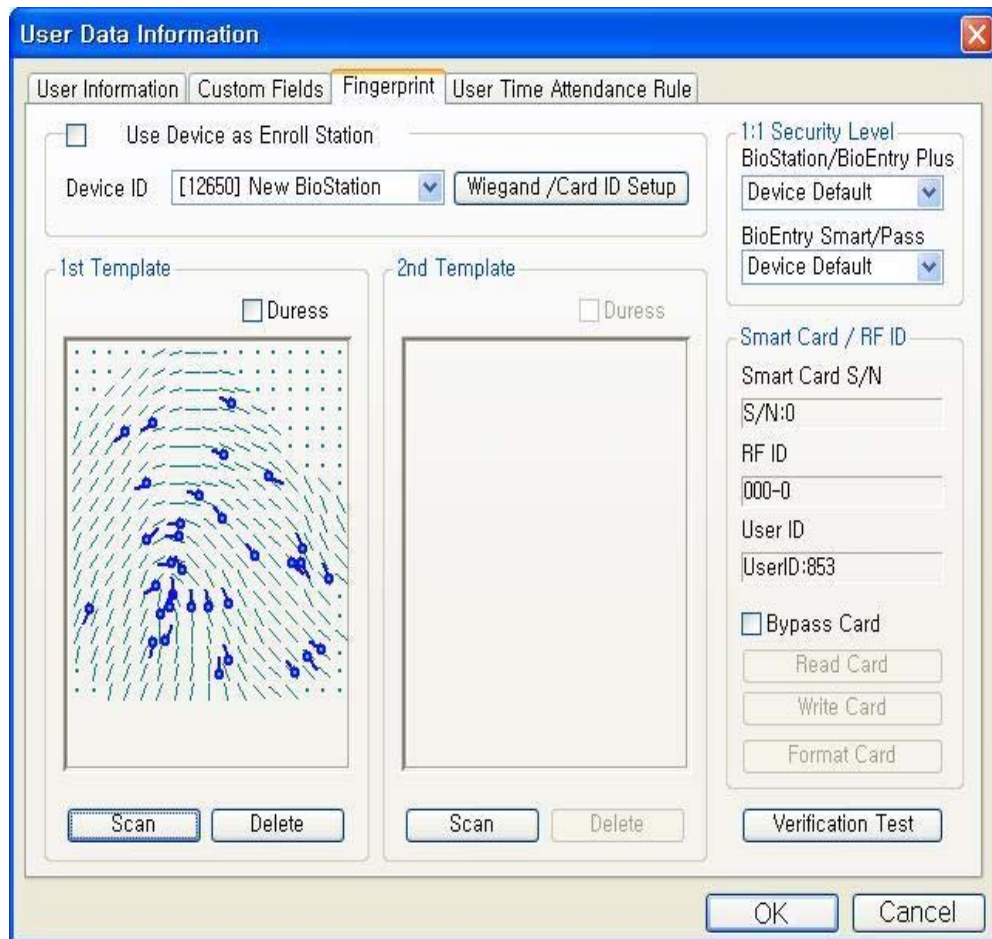 User Data Information
User Information Custom Fields Fingerprint User Time Attendance Rule
Use Device as Enroll Station
Device ID [12650] New BioStation Wiegand /Card ID Setup
1:1 Security Level
BioStation/BioEntry Plus
Device Default
BioEntry Smart/Pass
Device Default
1st Template
Duress
Scan Delete
2nd Template
Duress
Scan Delete
Smart Card / RF ID
Smart Card S/N
S/N:0
RF ID
000-0
User ID
UserID:853
Bypass Card
Read Card
Write Card
Format Card
Verification Test
OK Cancel